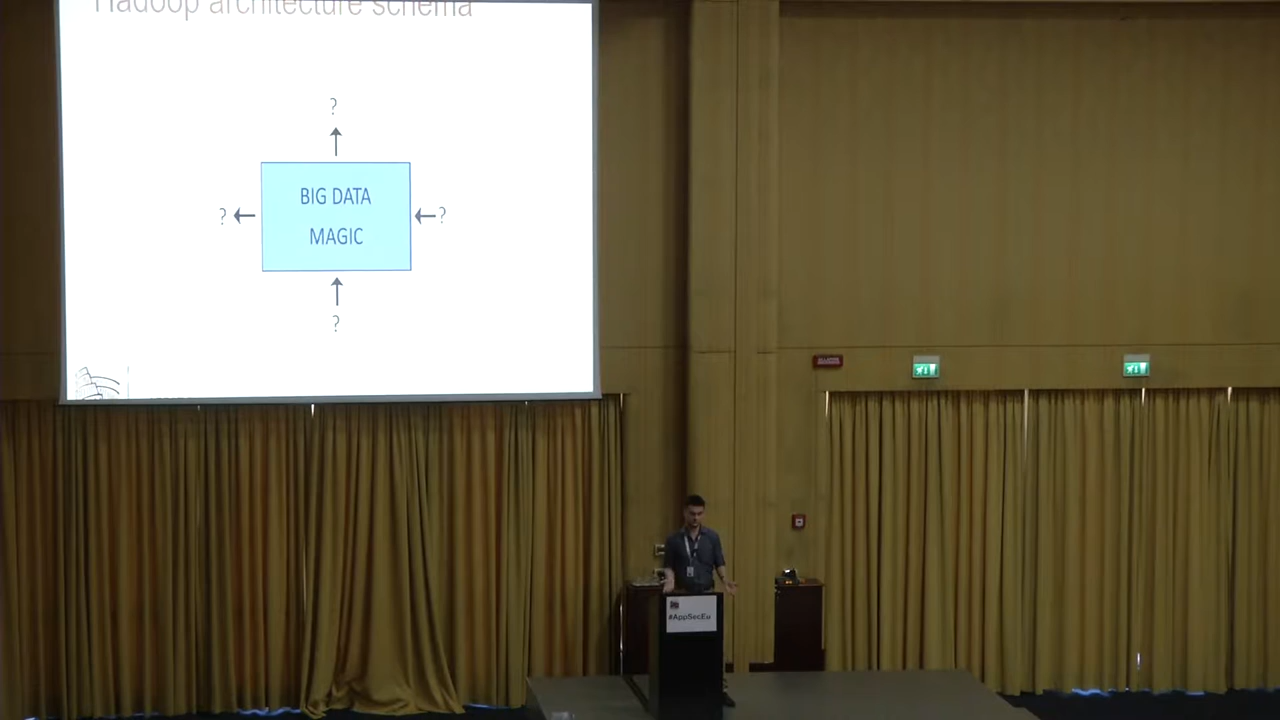 Hadoop architecture schema
?
BIG DATA
MAGIC
?
?
?
#AppSecEu